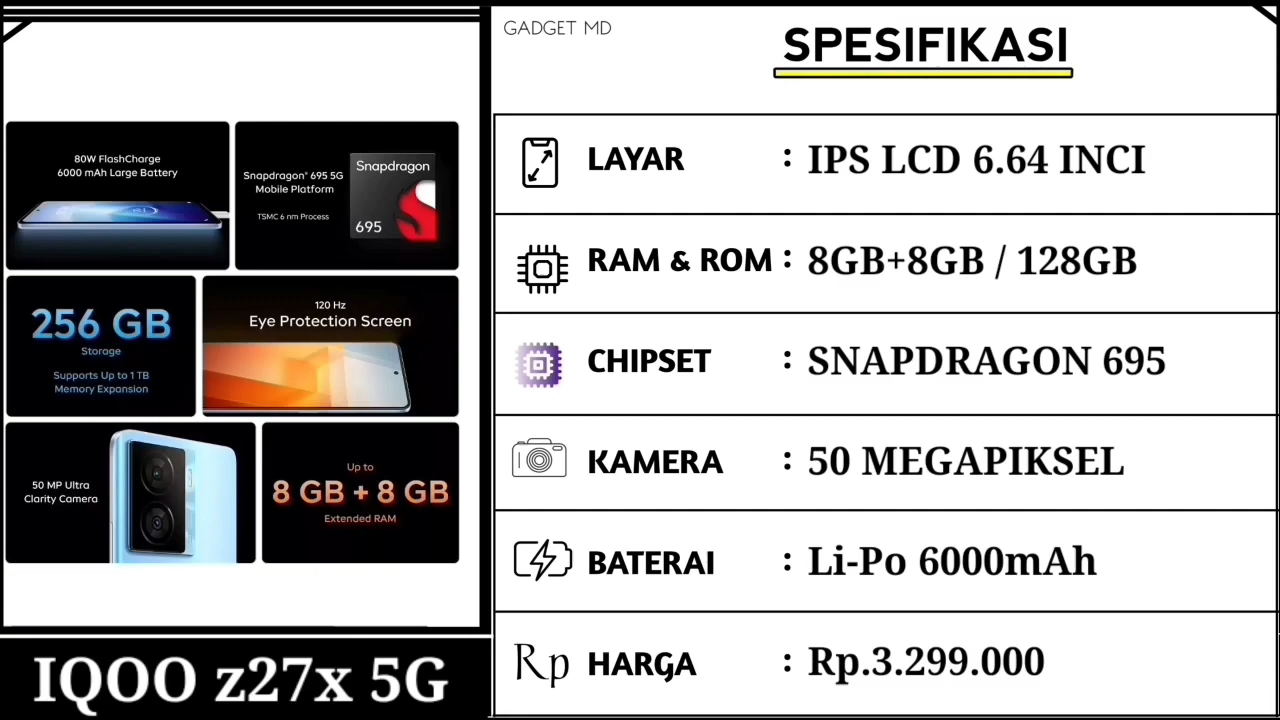 80W FlashCharge
6000 mAh Large Battery
Snapdragon® 695 5G
Mobile Platform
TSMC 6 nm Process
Snapdragon
695
256 GB
Storage
Supports Up to 1 TB
Memory Expansion
120 Hz
Eye Protection Screen
50 MP Ultra
Clarity Camera
Up to
8 GB + 8 GB
Extended RAM
IQOO z27x 5G
GADGET MD
SPESIFIKASI
LAYAR : IPS LCD 6.64 INCI
RAM & ROM : 8GB+8GB / 128GB
CHIPSET : SNAPDRAGON 695
KAMERA : 50 MEGAPIKSEL
BATERAI : Li-Po 6000mAh
Rp HARGA : Rp.3.299.000